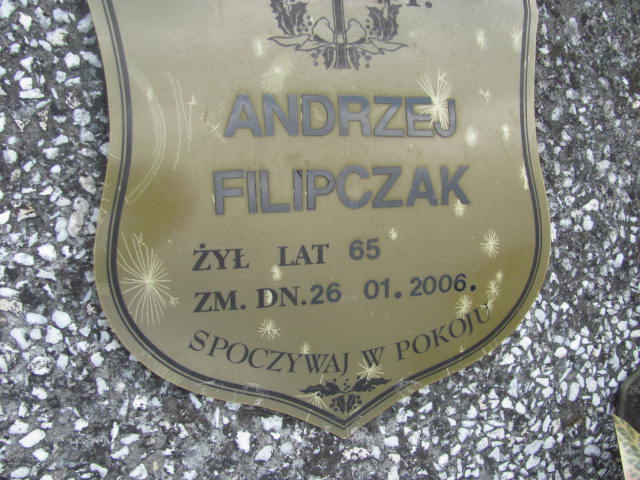 ANDRZEJ
FILIPCZAK
ŻYŁ LAT 65
ZM. DN. 26 01. 2006.
SPOCZYWAJ W POKOJU